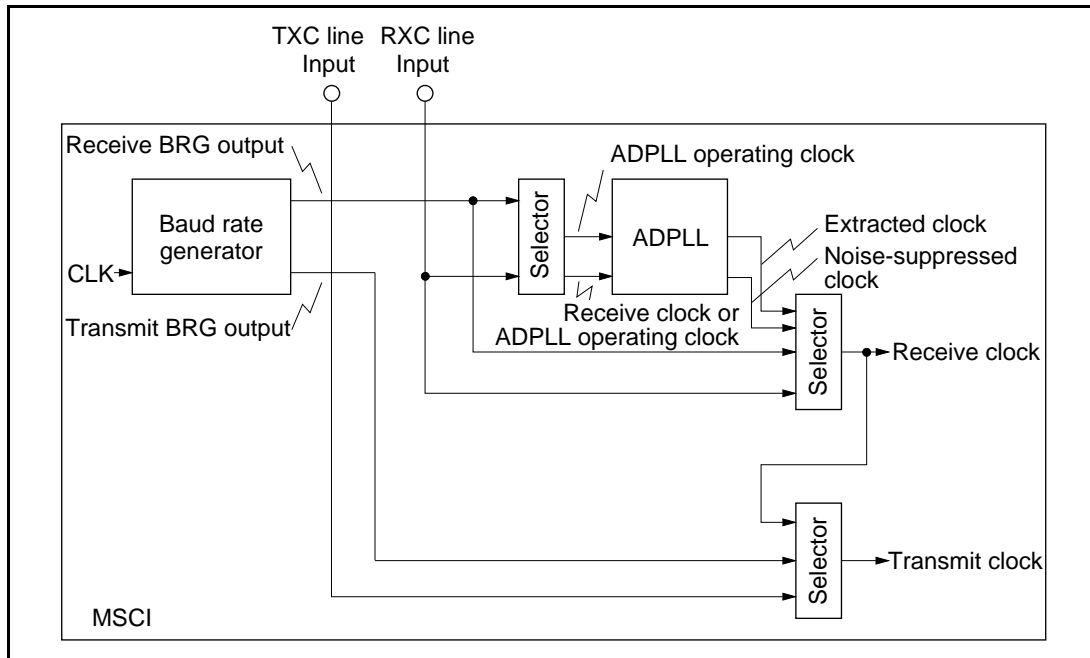 TXC line
Input
RXC line
Input
Receive BRG output
ADPLL operating clock
Baud rate
generator
Selector
ADPLL
Extracted clock
Noise-suppressed
clock
CLK
Receive clock or
ADPLL operating clock
Transmit BRG output
Selector
Receive clock
Selector
Transmit clock
MSCI